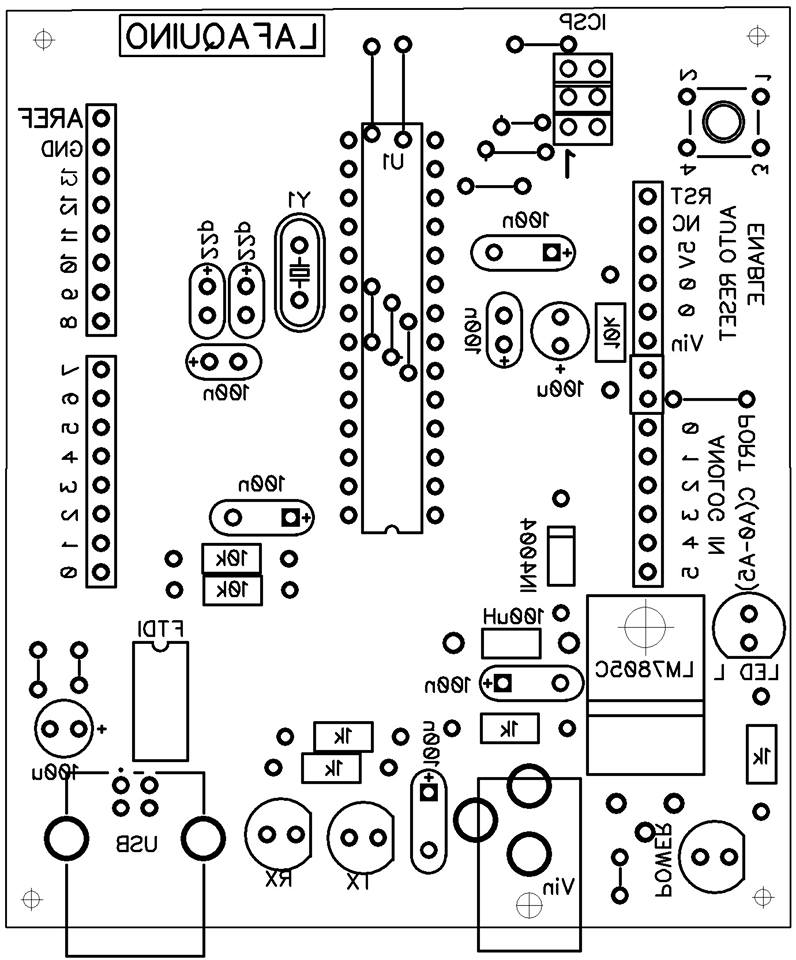 LAFAQUINO
ICSP
1
2
1
4
3
U1
AREF
GND
13
12
11
10
9
8
7
6
5
4
3
2
1
0
22p
22p
Y1
100n
100n
10k
10k
RST
NC
5V
0
0
Vin
ENABLE
AUTO RESET
100n
100n
100u
10k
PORT C(A0-A5)
ANOLOG IN
0
1
2
3
4
5
IN4004
100uH
100n
LM7805C
LED L
FTDI
100u
USB
1k
1k
1k
1k
100n
RX
TX
Vin
POWER